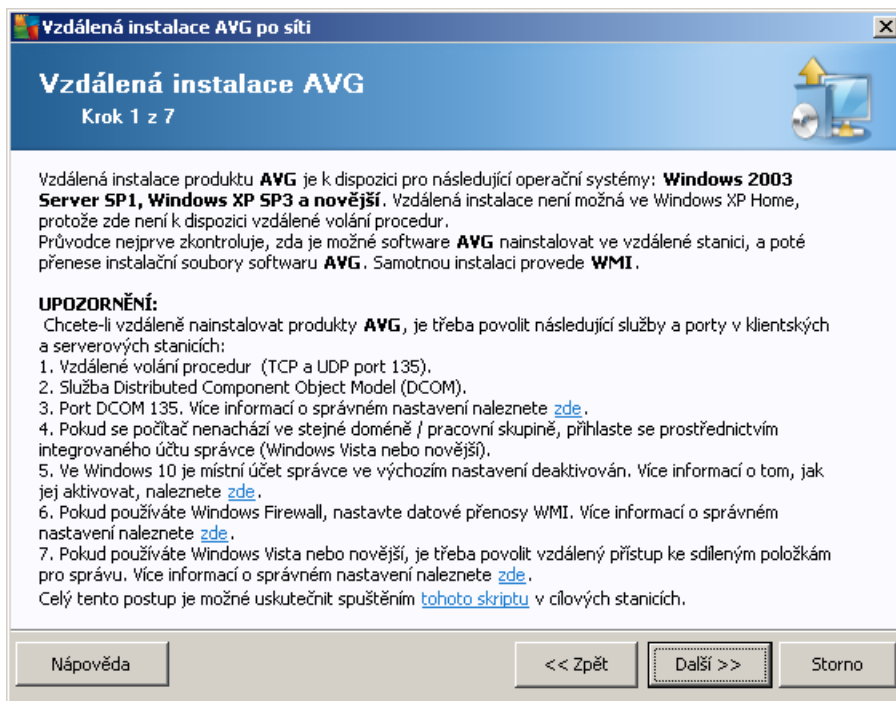 Vzdálená instalace AVG po síti
Vzdálená instalace AVG
Krok 1 z 7
Vzdálená instalace produktu AVG je k dispozici pro následující operační systémy: Windows 2003
Server SP1, Windows XP SP3 a novější. Vzdálená instalace není možná ve Windows XP Home,
protože zde není k dispozici vzdálené volání procedur.
Průvodce nejprve zkontroluje, zda je možné software AVG nainstalovat ve vzdálené stanici, a poté
přenese instalační soubory softwaru AVG. Samotnou instalaci provede WMI.
UPOZORNĚNÍ:
Chcete-li vzdáleně nainstalovat produkty AVG, je třeba povolit následující služby a porty v klientských
a serverových stanicích:
1. Vzdálené volání procedur (TCP a UDP port 135).
2. Služba Distributed Component Object Model (DCOM).
3. Port DCOM 135. Více informací o správném nastavení naleznete zde.
4. Pokud se počítač nenachází ve stejné doméně / pracovní skupině, přihlaste se prostřednictvím
integrovaného účtu správce (Windows Vista nebo novější).
5. Ve Windows 10 je místní účet správce ve výchozím nastavení deaktivován. Více informací o tom, jak
jej aktivovat, naleznete zde.
6. Pokud používáte Windows Firewall, nastavte datové přenosy WMI. Více informací o správném
nastavení naleznete zde.
7. Pokud používáte Windows Vista nebo novější, je třeba povolit vzdálený přístup ke sdíleným položkám
pro správu. Více informací o správném nastavení naleznete zde.
Celý tento postup je možné uskutečnit spuštěním tohoto skriptu v cílových stanicích.
Nápověda
<< Zpět
Další >>
Storno